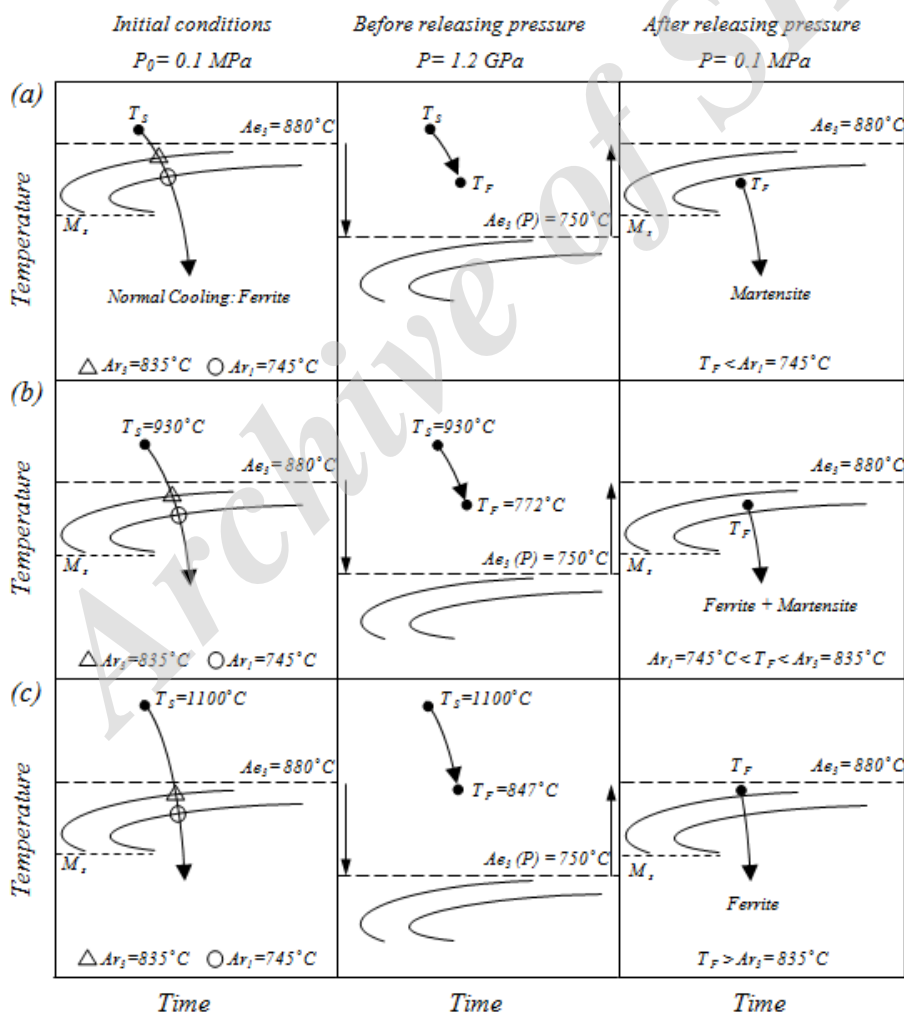 Initial conditions Before releasing pressure After releasing pressure
P0= 0.1 MPa P= 1.2 GPa P= 0.1 MPa
(a)
Temperature
TS
Ae3=880°C
Ms
Normal Cooling: Ferrite
△ Ar3=835°C ○ Ar1=745°C
TS
TF
Ae3 (P) = 750°C
Ae3=880°C
TF
Ms
Martensite
TF<Ar1=745°C
(b)
Temperature
TS=930°C
Ae3=880°C
Ms
△ Ar3=835°C ○ Ar1=745°C
TS=930°C
TF=772°C
Ae3 (P) = 750°C
Ae3=880°C
TF
Ms
Ferrite + Martensite
Ar1=745°C<TF<Ar3=835°C
(c)
Temperature
TS=1100°C
Ae3=880°C
Ms
△ Ar3=835°C ○ Ar1=745°C
TS=1100°C
TF=847°C
Ae3 (P) = 750°C
TF
Ae3=880°C
Ms
Ferrite
TF>Ar3=835°C
Time Time Time
Archive of